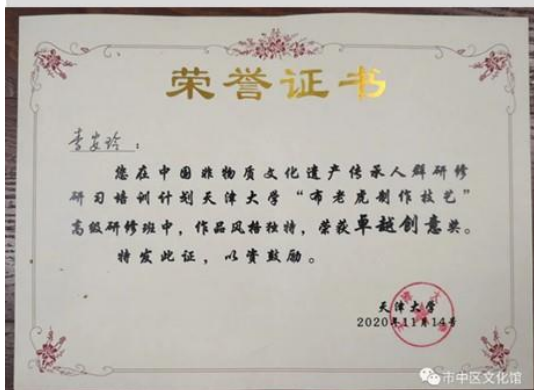 荣誉证书
李安玲：
您在中国非物质文化遗产传承人群研修
研习培训计划天津大学“布老虎制作技艺”
高级研修班中，作品风格独特，荣获卓越创意奖。
特发此证，以资鼓励。
天津大学
2020年11月14号
市中区文化馆